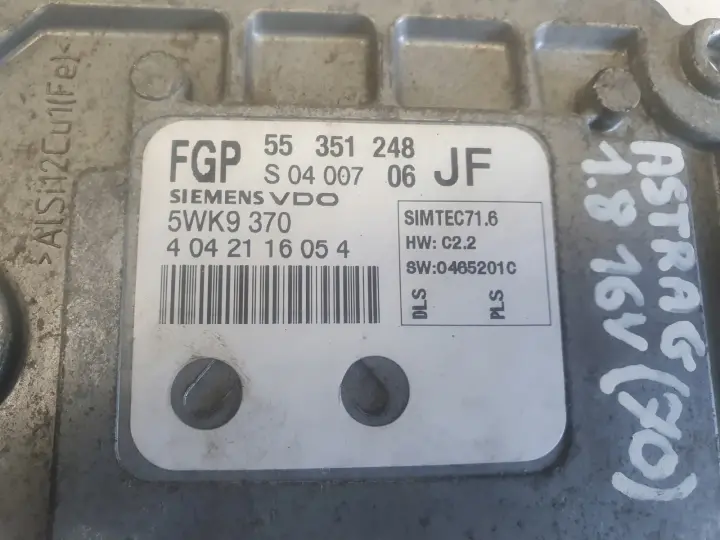 >AlSi12Cu1(Fe)<
FGP 55 351 248 JF
S 04 007 06
SIEMENS VDO
5WK9 370
4 04 21 16 05 4
SIMTEC71.6
HW: C2.2
SW:0465201C
DLS PLS
ASTRA G
1.8 16V (70)